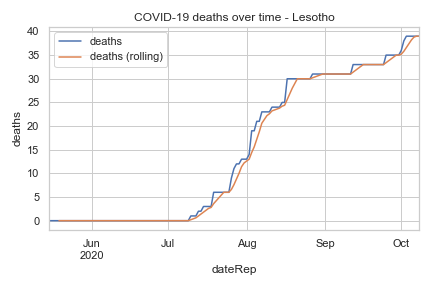 COVID-19 deaths over time - Lesotho
deaths
deaths (rolling)
40
35
30
25
20
15
10
5
0
deaths
Jun
2020
Jul
Aug
Sep
Oct
dateRep